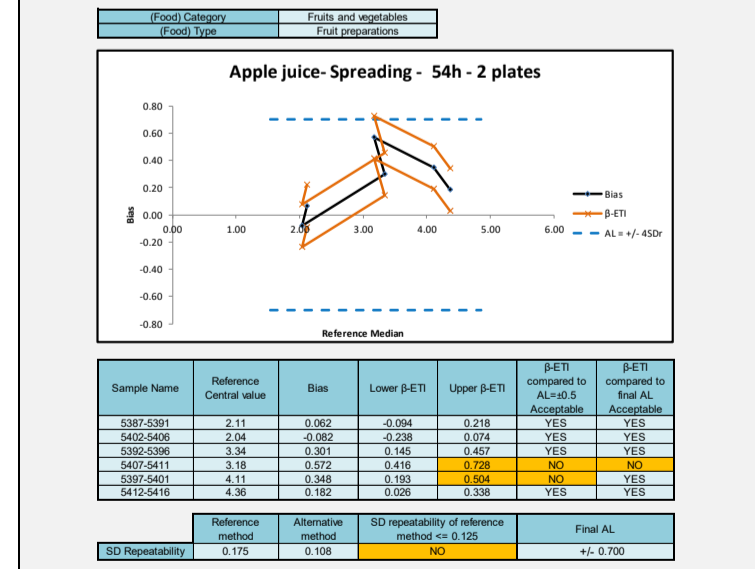 (Food) Category Fruits and vegetables
(Food) Type Fruit preparations
Apple juice- Spreading - 54h - 2 plates
0.80
0.60
0.40
0.20
0.00
-0.20
-0.40
-0.60
-0.80
Bias
0.00 1.00 2.00 3.00 4.00 5.00 6.00
Reference Median
Bias
β-ETI
AL = +/- 4SDr
Sample Name Reference Central value Bias Lower β-ETI Upper β-ETI β-ETI compared to AL=±0.5 Acceptable β-ETI compared to final AL Acceptable
5387-5391 2.11 0.062 -0.094 0.218 YES YES
5402-5406 2.04 -0.082 -0.238 0.074 YES YES
5392-5396 3.34 0.301 0.145 0.457 YES YES
5407-5411 3.18 0.572 0.416 0.728 NO NO
5397-5401 4.11 0.348 0.193 0.504 NO YES
5412-5416 4.36 0.182 0.026 0.338 YES YES
Reference method Alternative method SD repeatability of reference method <= 0.125 Final AL
SD Repeatability 0.175 0.108 NO +/- 0.700